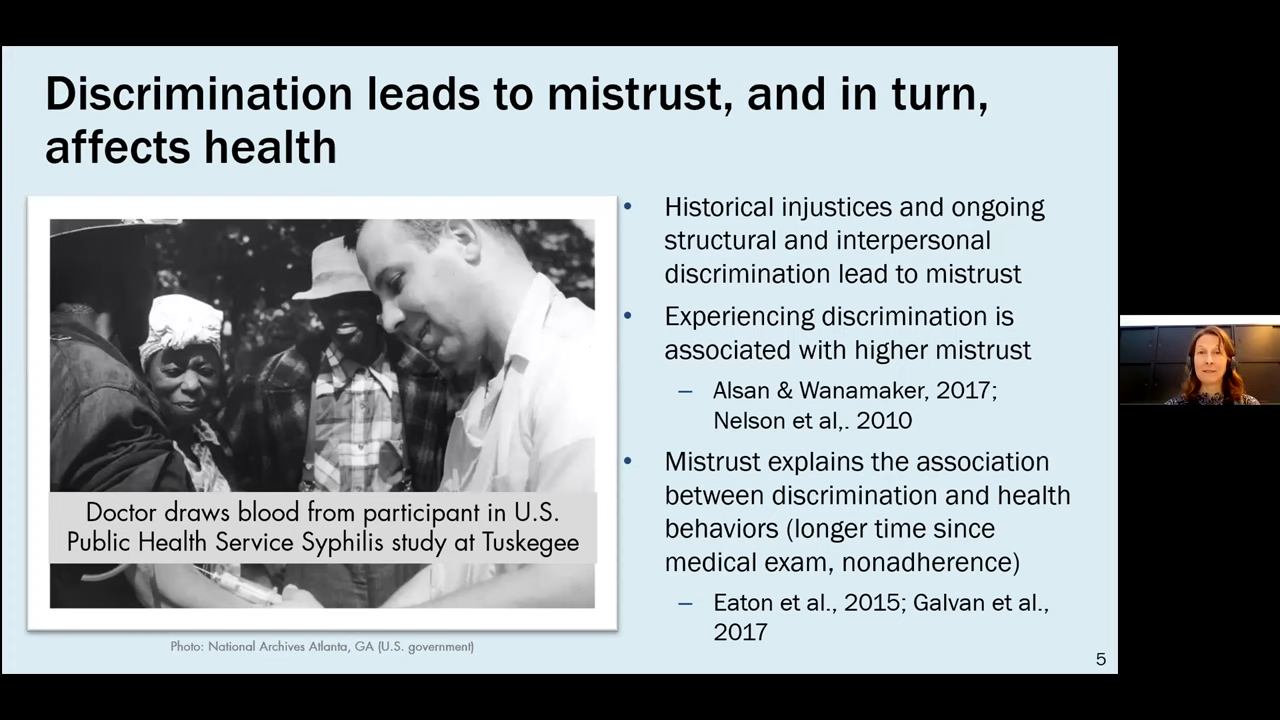 Discrimination leads to mistrust, and in turn,
affects health
Doctor draws blood from participant in U.S.
Public Health Service Syphilis study at Tuskegee
Photo: National Archives Atlanta, GA (U.S. government)
• Historical injustices and ongoing
structural and interpersonal
discrimination lead to mistrust
• Experiencing discrimination is
associated with higher mistrust
– Alsan & Wanamaker, 2017;
Nelson et al,. 2010
• Mistrust explains the association
between discrimination and health
behaviors (longer time since
medical exam, nonadherence)
– Eaton et al., 2015; Galvan et al.,
2017
5